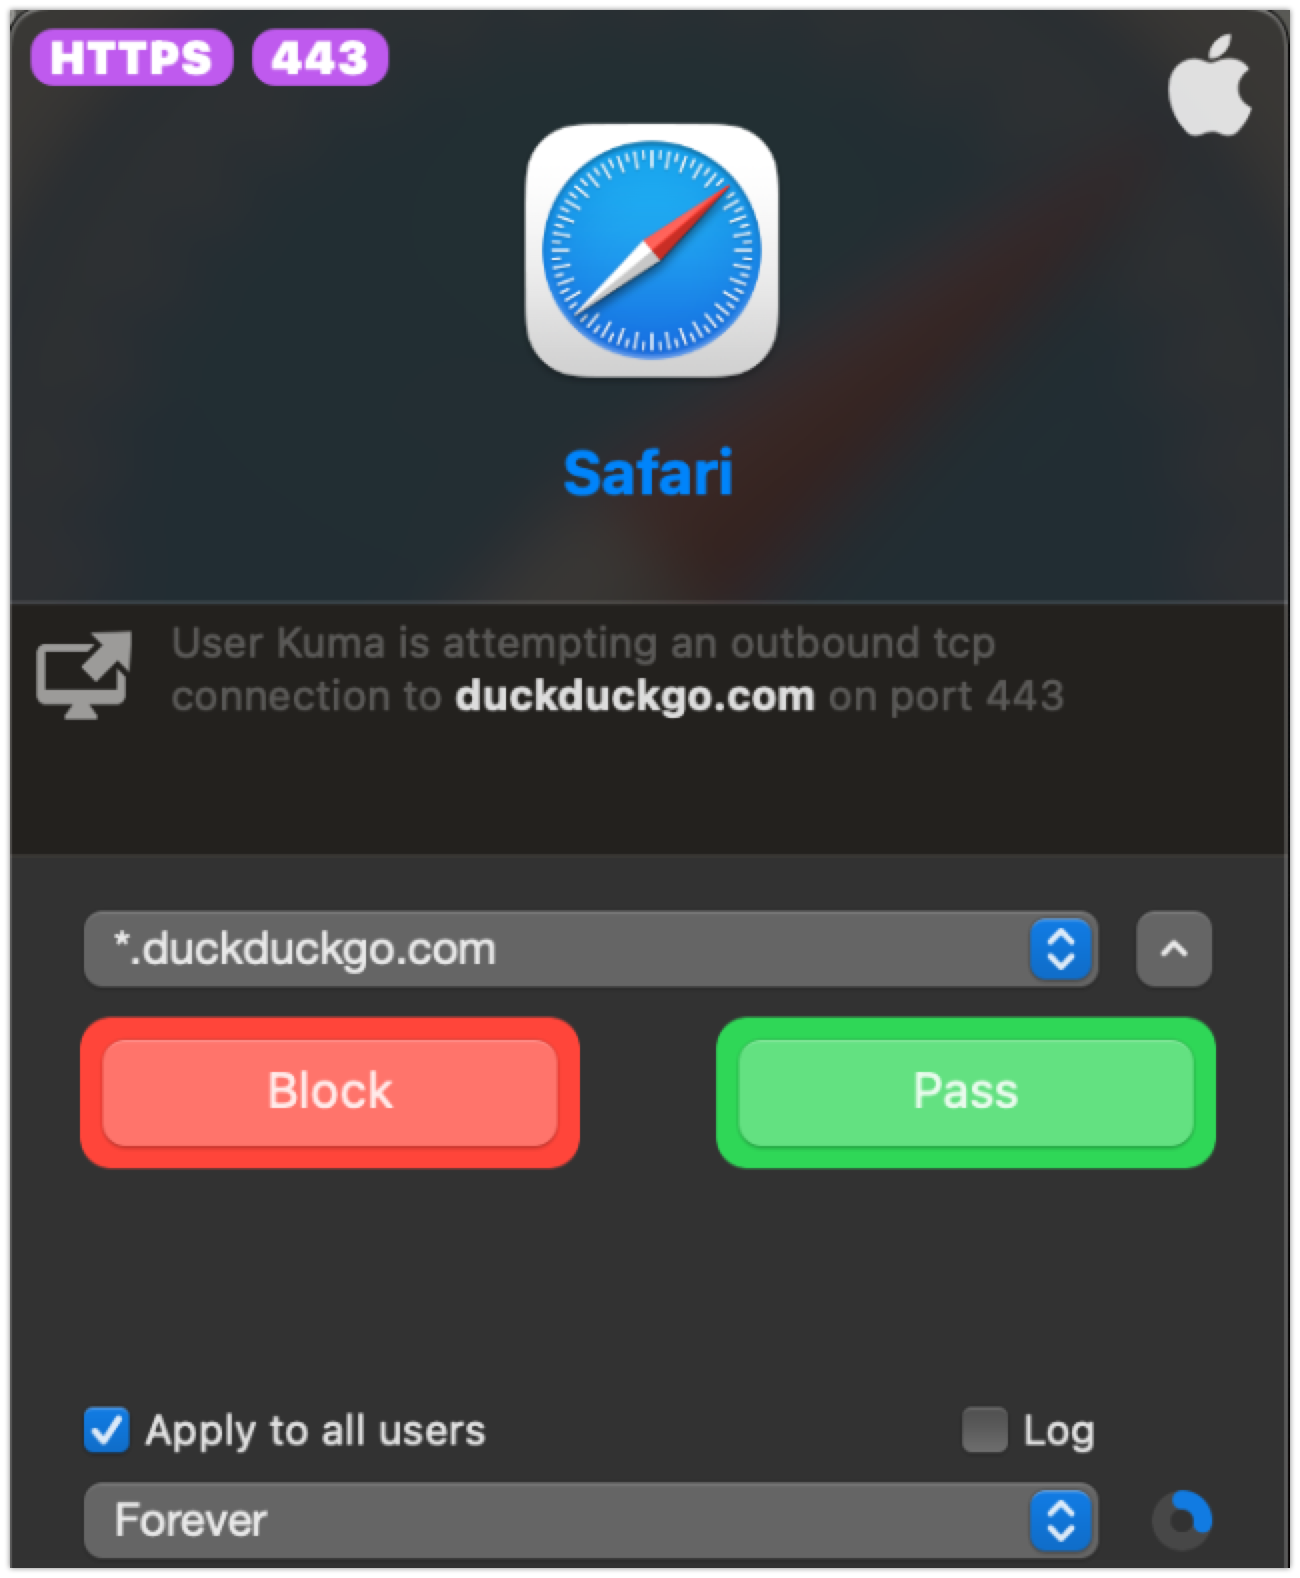 HTTPS 443
Safari
User Kuma is attempting an outbound tcp
connection to duckduckgo.com on port 443
*.duckduckgo.com
Block Pass
Apply to all users Log
Forever